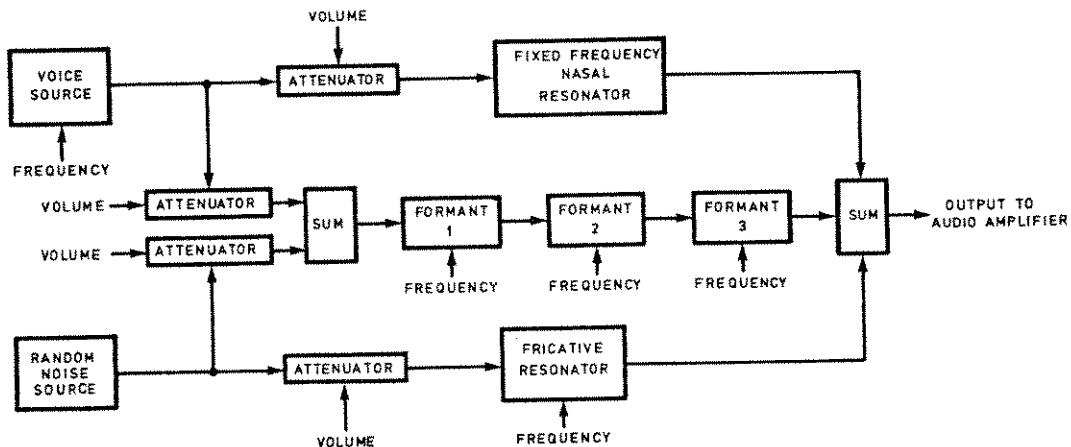 VOLUME
VOICE
SOURCE
ATTENUATOR
FIXED FREQUENCY
NASAL
RESONATOR
FREQUENCY
VOLUME
ATTENUATOR
SUM
FORMANT
1
FORMANT
2
FORMANT
3
SUM
OUTPUT TO
AUDIO AMPLIFIER
VOLUME
ATTENUATOR
FREQUENCY
FREQUENCY
FREQUENCY
RANDOM
NOISE
SOURCE
ATTENUATOR
FRICATIVE
RESONATOR
VOLUME
FREQUENCY